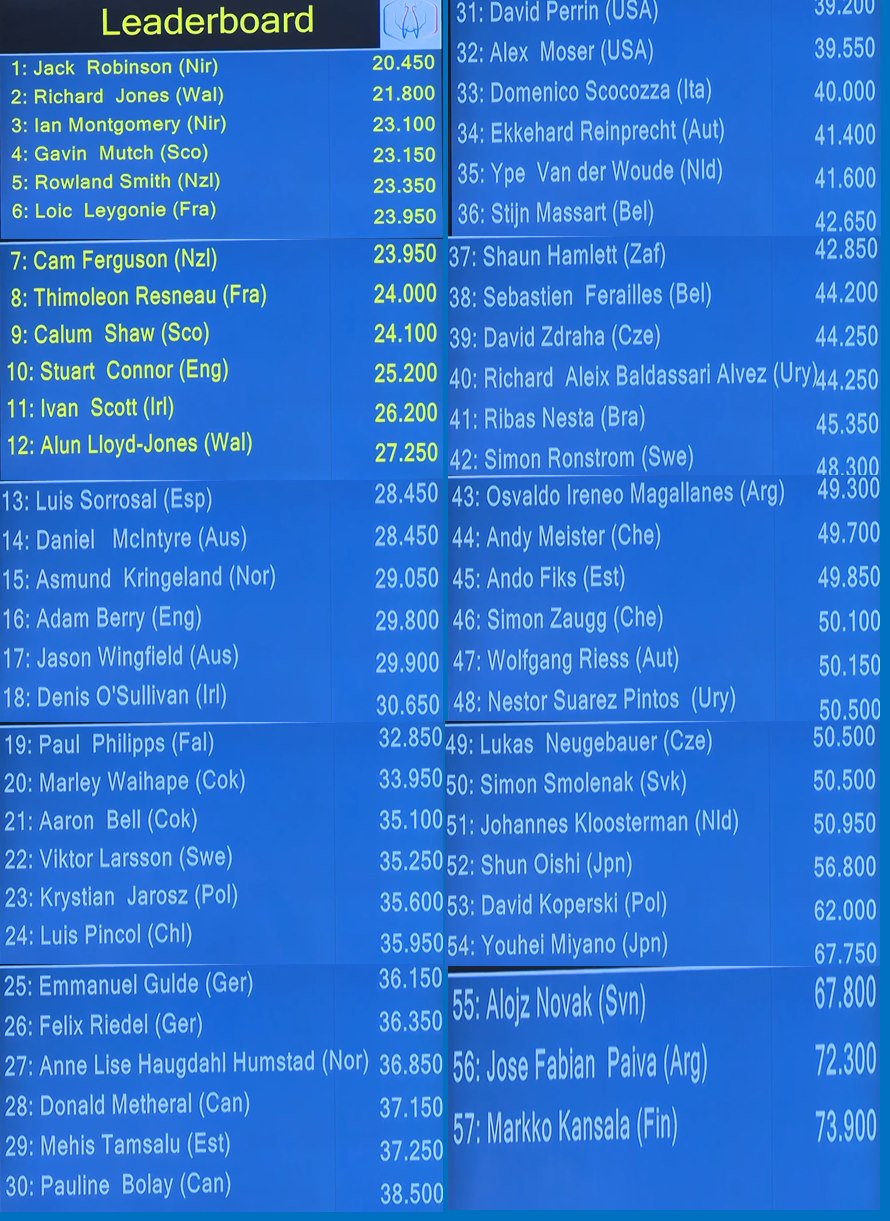 Leaderboard
1: Jack Robinson (Nir) 20.450
2: Richard Jones (Wal) 21.800
3: Ian Montgomery (Nir) 23.100
4: Gavin Mutch (Sco) 23.150
5: Rowland Smith (Nzl) 23.350
6: Loic Leygonie (Fra) 23.950
7: Cam Ferguson (Nzl) 23.950
8: Thimoleon Resneau (Fra) 24.000
9: Calum Shaw (Sco) 24.100
10: Stuart Connor (Eng) 25.200
11: Ivan Scott (Irl) 26.200
12: Alun Lloyd-Jones (Wal) 27.250
13: Luis Sorrosal (Esp) 28.450
14: Daniel McIntyre (Aus) 28.450
15: Asmund Kringeland (Nor) 29.050
16: Adam Berry (Eng) 29.800
17: Jason Wingfield (Aus) 29.900
18: Denis O'Sullivan (Irl) 30.650
19: Paul Philipps (Fal) 32.850
20: Marley Waihape (Cok) 33.950
21: Aaron Bell (Cok) 35.100
22: Viktor Larsson (Swe) 35.250
23: Krystian Jarosz (Pol) 35.600
24: Luis Pincol (Chl) 35.950
25: Emmanuel Gulde (Ger) 36.150
26: Felix Riedel (Ger) 36.350
27: Anne Lise Haugdahl Humstad (Nor) 36.850
28: Donald Metheral (Can) 37.150
29: Mehis Tamsalu (Est) 37.250
30: Pauline Bolay (Can) 38.500
31: David Perrin (USA) 39.200
32: Alex Moser (USA) 39.550
33: Domenico Scocozza (Ita) 40.000
34: Ekkehard Reinprecht (Aut) 41.400
35: Ype Van der Woude (Nld) 41.600
36: Stijn Massart (Bel) 42.650
37: Shaun Hamlett (Zaf) 42.850
38: Sebastien Ferailles (Bel) 44.200
39: David Zdraha (Cze) 44.250
40: Richard Aleix Baldassari Alvez (Ury) 44.250
41: Ribas Nesta (Bra) 45.350
42: Simon Ronstrom (Swe) 48.300
43: Osvaldo Ireneo Magallanes (Arg) 49.300
44: Andy Meister (Che) 49.700
45: Ando Fiks (Est) 49.850
46: Simon Zaugg (Che) 50.100
47: Wolfgang Riess (Aut) 50.150
48: Nestor Suarez Pintos (Ury) 50.500
49: Lukas Neugebauer (Cze) 50.500
50: Simon Smolenak (Svk) 50.500
51: Johannes Kloosterman (Nld) 50.950
52: Shun Oishi (Jpn) 56.800
53: David Koperski (Pol) 62.000
54: Youhei Miyano (Jpn) 67.750
55: Alojz Novak (Svn) 67.800
56: Jose Fabian Paiva (Arg) 72.300
57: Markko Kansala (Fin) 73.900